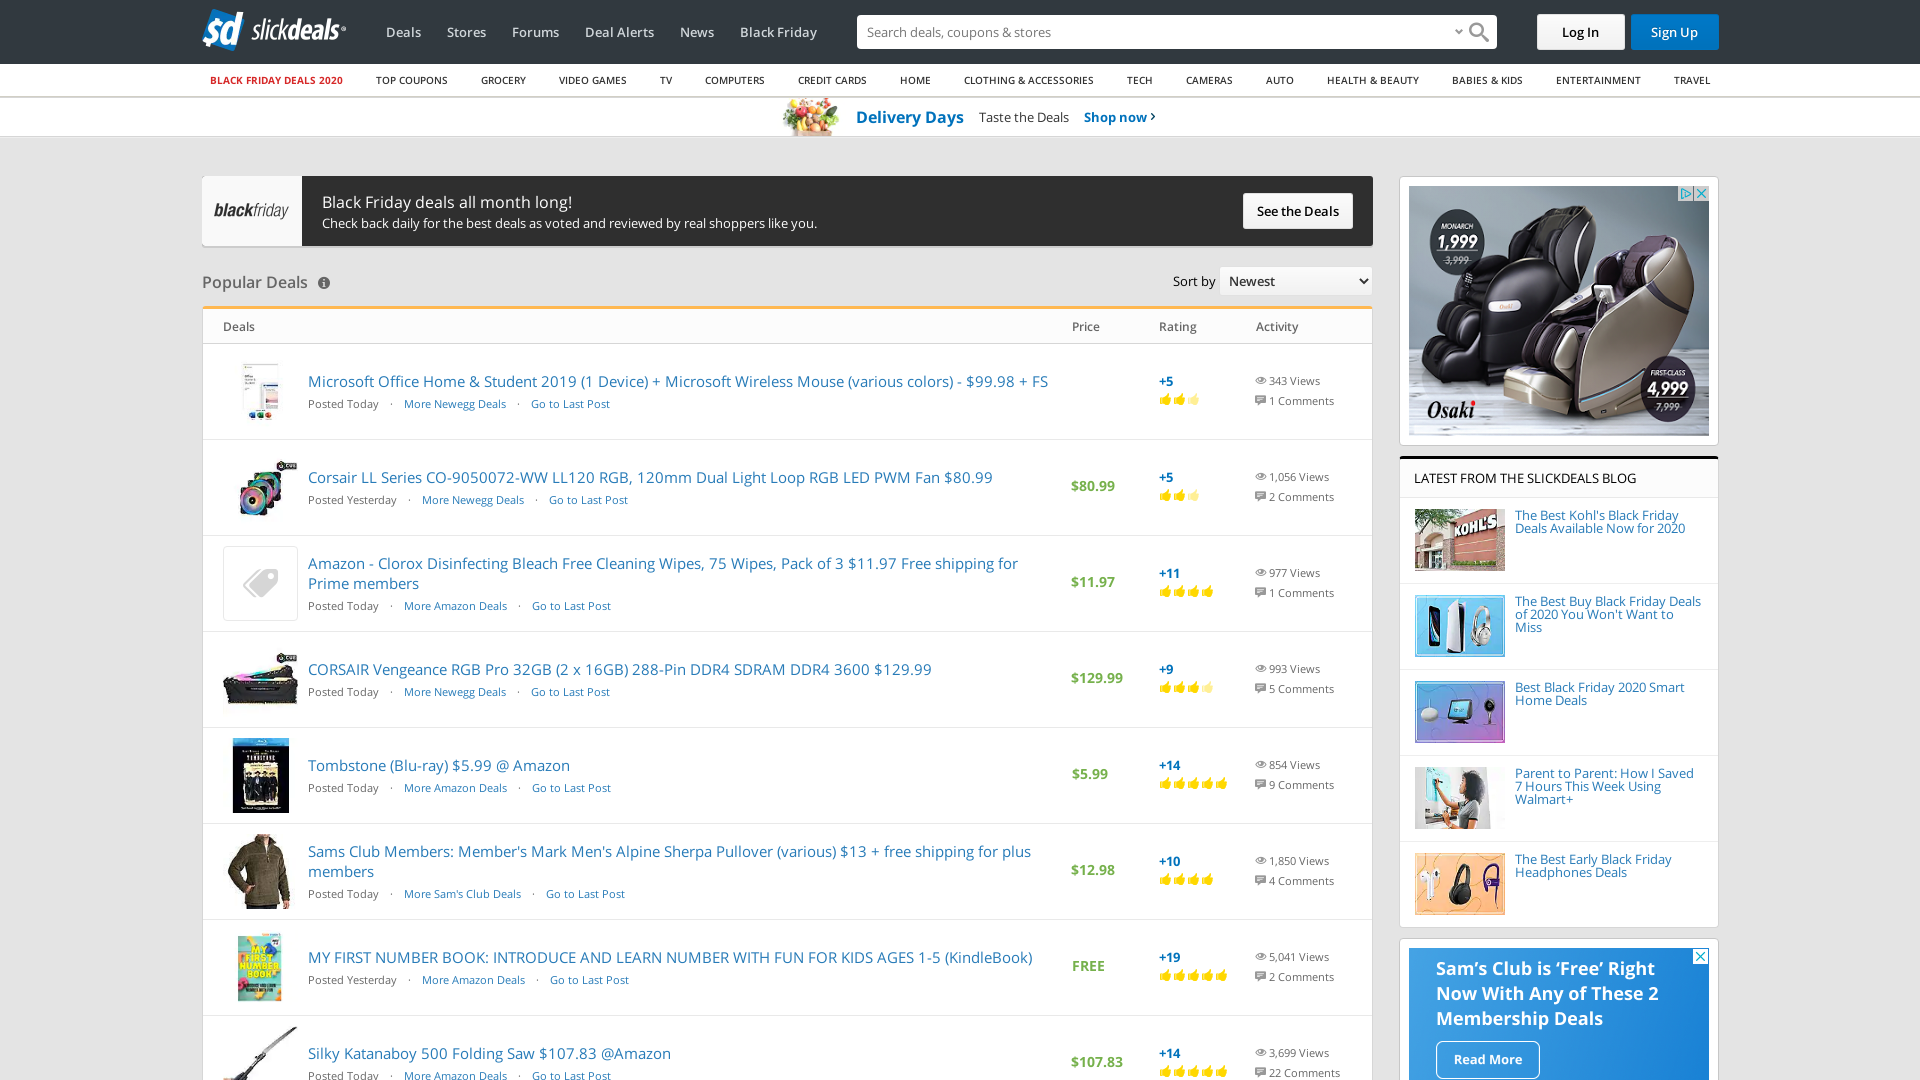 slickdeals
Deals
Stores
Forums
Deal Alerts
News
Black Friday
Search deals, coupons & stores
Log In
Sign Up
BLACK FRIDAY DEALS 2020
TOP COUPONS
GROCERY
VIDEO GAMES
TV
COMPUTERS
CREDIT CARDS
HOME
CLOTHING & ACCESSORIES
TECH
CAMERAS
AUTO
HEALTH & BEAUTY
BABIES & KIDS
ENTERTAINMENT
TRAVEL
Delivery Days Taste the Deals Shop now
blackfriday
Black Friday deals all month long!
Check back daily for the best deals as voted and reviewed by real shoppers like you.
See the Deals
Popular Deals
Sort by Newest
Deals Price Rating Activity
Microsoft Office Home & Student 2019 (1 Device) + Microsoft Wireless Mouse (various colors) - $99.98 + FS
Posted Today · More Newegg Deals · Go to Last Post
+5
343 Views
1 Comments
Corsair LL Series CO-9050072-WW LL120 RGB, 120mm Dual Light Loop RGB LED PWM Fan $80.99
Posted Yesterday · More Newegg Deals · Go to Last Post
$80.99
+5
1,056 Views
2 Comments
Amazon - Clorox Disinfecting Bleach Free Cleaning Wipes, 75 Wipes, Pack of 3 $11.97 Free shipping for
Prime members
Posted Today · More Amazon Deals · Go to Last Post
$11.97
+11
977 Views
1 Comments
CORSAIR Vengeance RGB Pro 32GB (2 x 16GB) 288-Pin DDR4 SDRAM DDR4 3600 $129.99
Posted Today · More Newegg Deals · Go to Last Post
$129.99
+9
993 Views
5 Comments
TOMBSTONE
Tombstone (Blu-ray) $5.99 @ Amazon
Posted Today · More Amazon Deals · Go to Last Post
$5.99
+14
854 Views
9 Comments
Sams Club Members: Member's Mark Men's Alpine Sherpa Pullover (various) $13 + free shipping for plus
members
Posted Today · More Sam's Club Deals · Go to Last Post
$12.98
+10
1,850 Views
4 Comments
MY
FIRST
NUMBER
BOOK
MY FIRST NUMBER BOOK: INTRODUCE AND LEARN NUMBER WITH FUN FOR KIDS AGES 1-5 (KindleBook)
Posted Yesterday · More Amazon Deals · Go to Last Post
FREE
+19
5,041 Views
2 Comments
Silky Katanaboy 500 Folding Saw $107.83 @Amazon
Posted Today · More Amazon Deals · Go to Last Post
$107.83
+14
3,699 Views
22 Comments
MONARCH
1,999
3,999
Osaki
FIRST-CLASS
4,999
7,999
Osaki
LATEST FROM THE SLICKDEALS BLOG
KOHL'S
The Best Kohl's Black Friday
Deals Available Now for 2020
The Best Buy Black Friday Deals
of 2020 You Won't Want to
Miss
Best Black Friday 2020 Smart
Home Deals
Parent to Parent: How I Saved
7 Hours This Week Using
Walmart+
The Best Early Black Friday
Headphones Deals
Sam's Club is 'Free' Right
Now With Any of These 2
Membership Deals
Read More